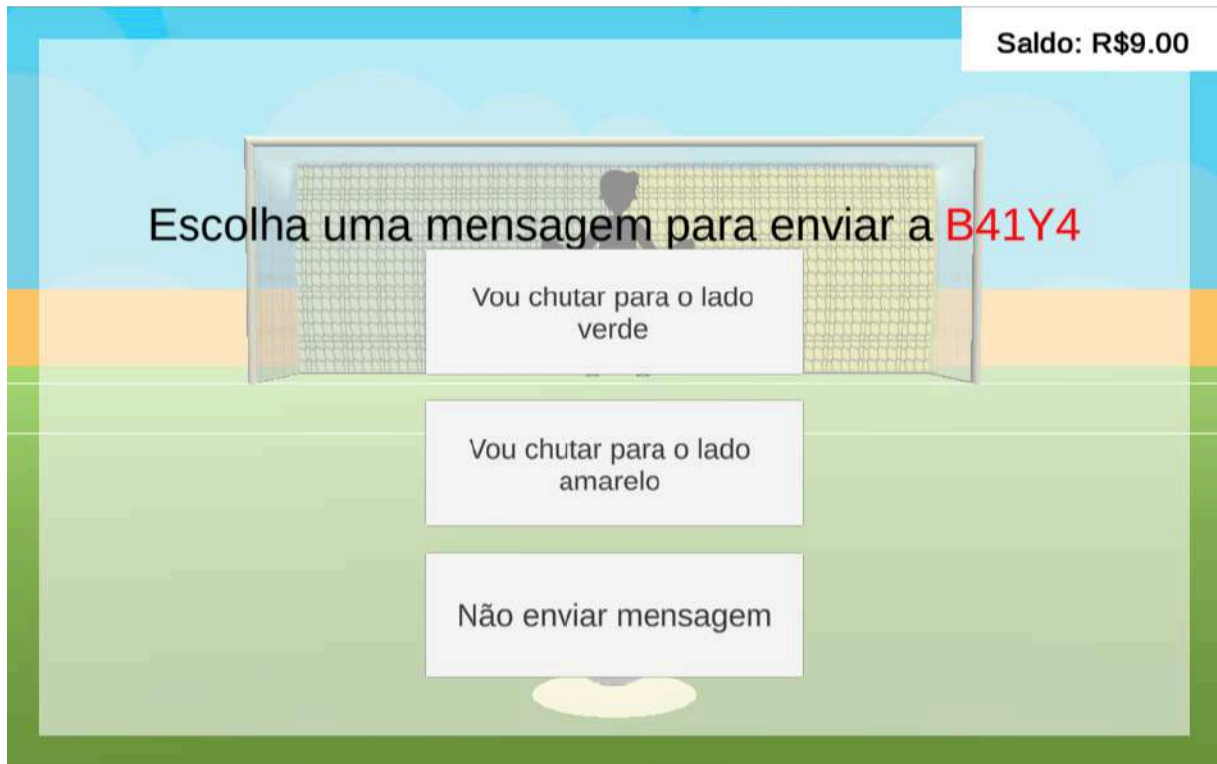 Saldo: R$9.00
Escolha uma mensagem para enviar a B41Y4
Vou chutar para o lado
verde
Vou chutar para o lado
amarelo
Não enviar mensagem